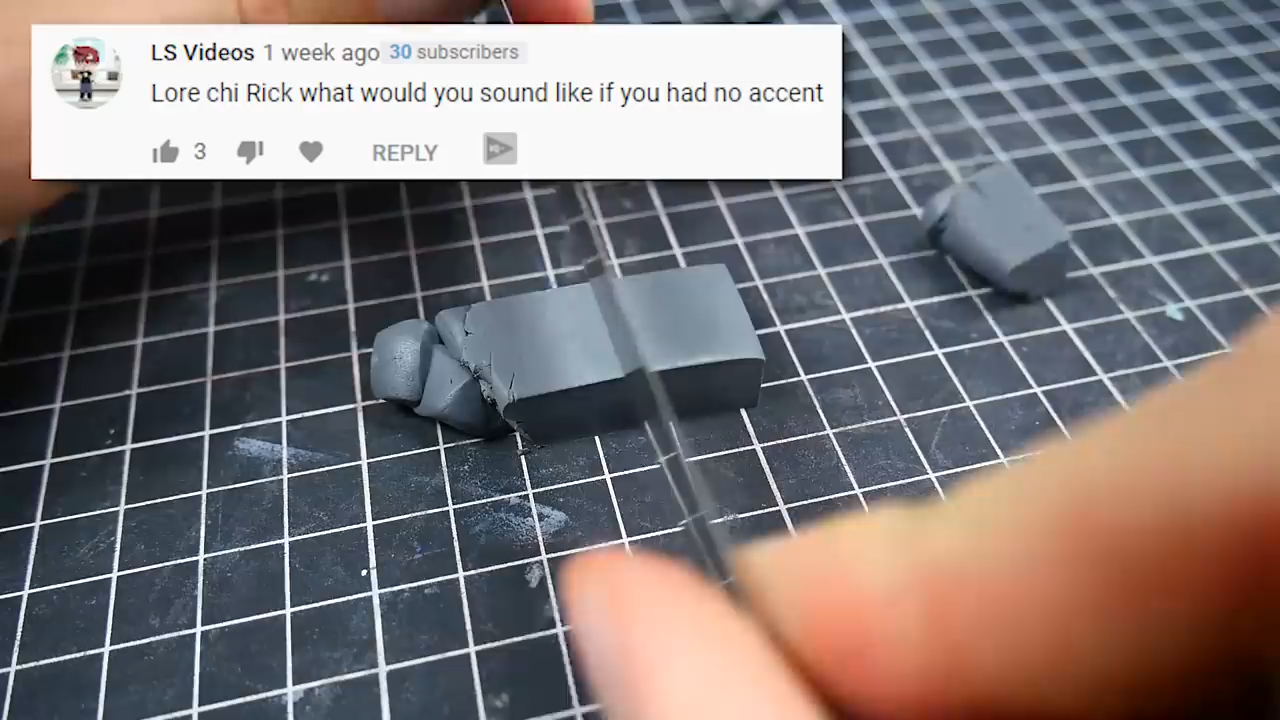 LS Videos 1 week ago 30 subscribers
Lore chi Rick what would you sound like if you had no accent
3 REPLY